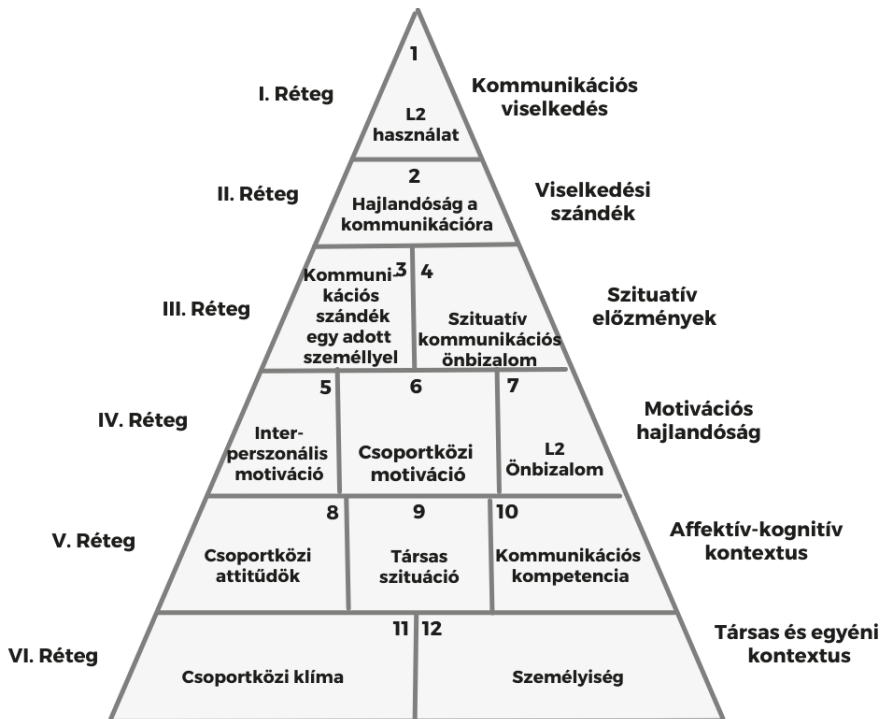 1
I. Réteg
L2
használat
Kommunikációs
viselkedés
2
II. Réteg
Hajlandóság a
kommunikációra
Viselkedési
szándék
3
4
III. Réteg
Kommuni-
kációs
szándék
egy adott
személlyel
Szituatív
kommunikációs
önbizalom
Szituatív
előzmények
5
6
7
IV. Réteg
Inter-
perszonális
motiváció
Csoportközi
motiváció
L2
Önbizalom
Motivációs
hajlandóság
8
9
10
V. Réteg
Csoportközi
attitűdök
Társas
szituáció
Kommunikációs
kompetencia
Affektív-kognitív
kontextus
11
12
VI. Réteg
Csoportközi klíma
Személyiség
Társas és egyéni
kontextus